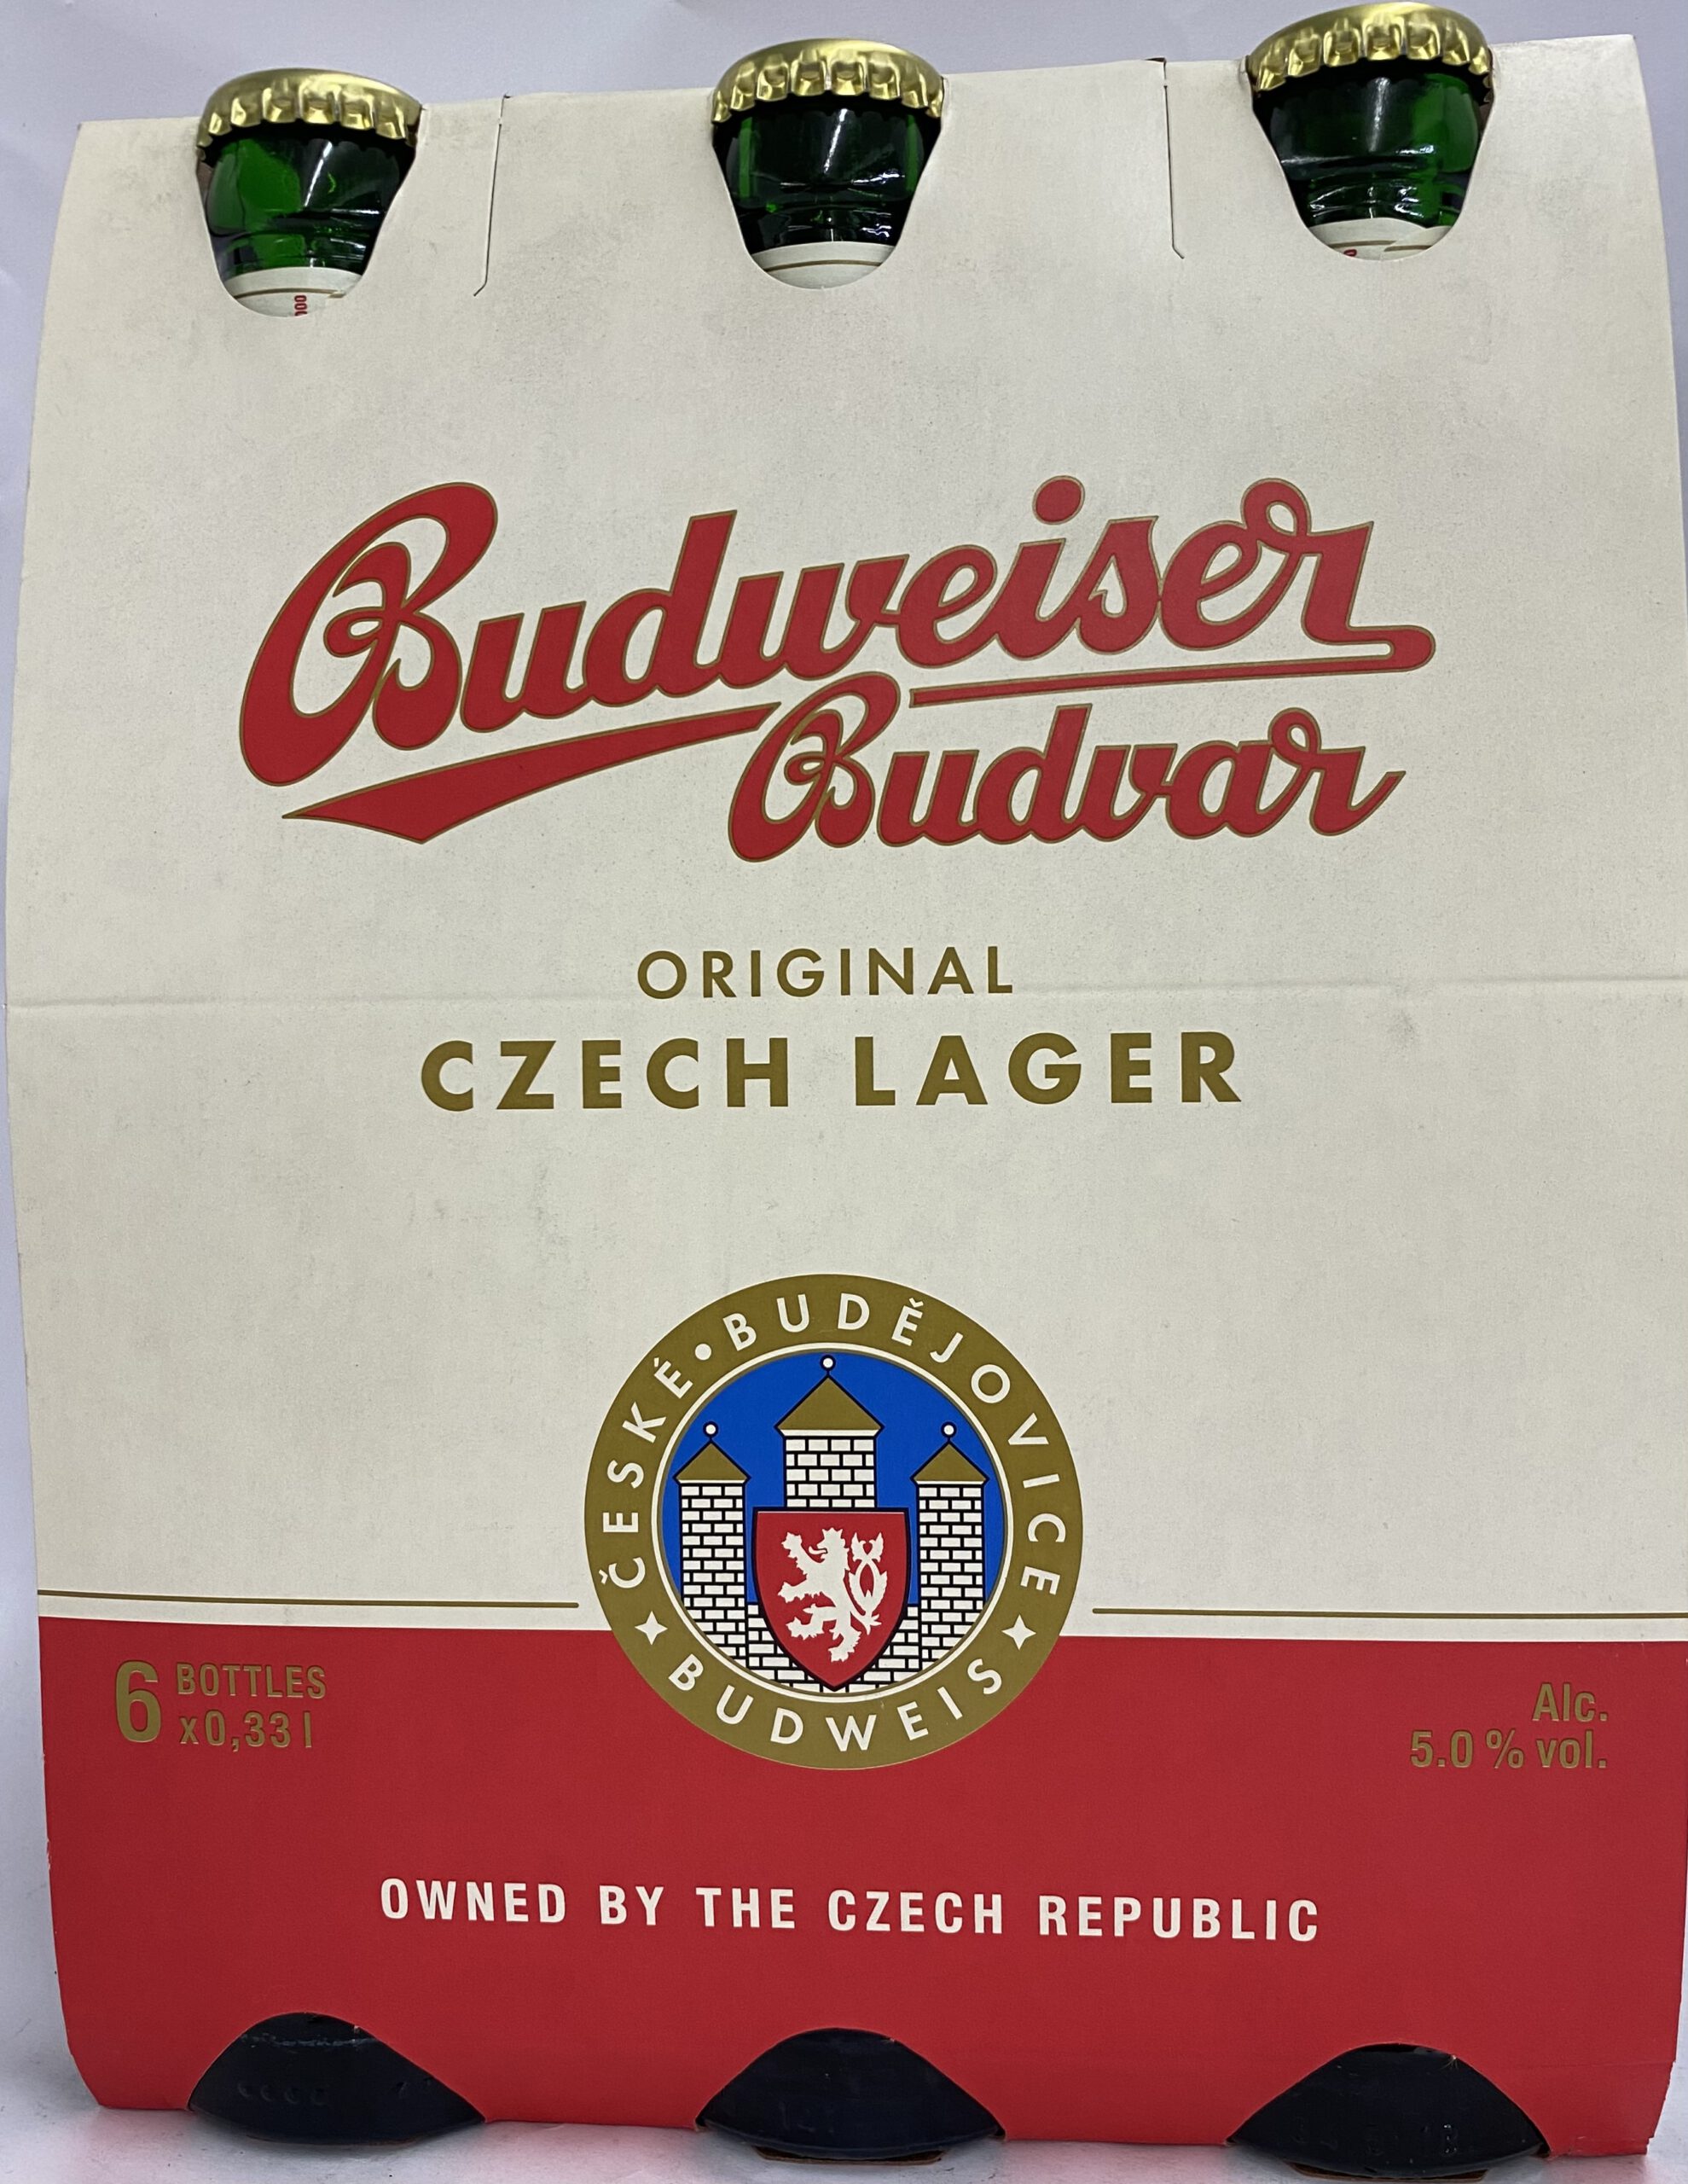 Budweiser
Budvar
ORIGINAL
CZECH LAGER
ČESKÉ • BUDĚJOVICE
BUDWEIS
6 BOTTLES
x0,33 l
Alc.
5.0 % vol.
OWNED BY THE CZECH REPUBLIC